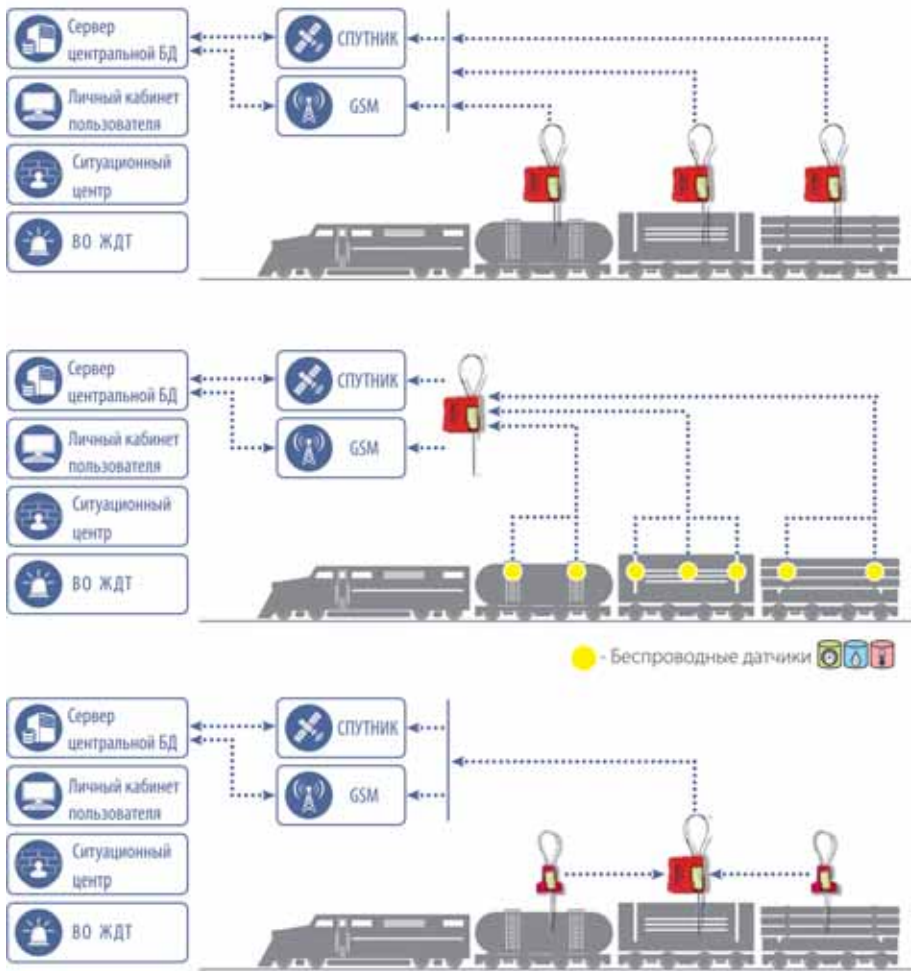 Сервер
центральной БД
СПУТНИК
Личный кабинет
пользователя
GSM
Ситуационный
центр
ВО ЖДТ
Сервер
центральной БД
СПУТНИК
Личный кабинет
пользователя
GSM
Ситуационный
центр
ВО ЖДТ
- Беспроводные датчики
Сервер
центральной БД
СПУТНИК
Личный кабинет
пользователя
GSM
Ситуационный
центр
ВО ЖДТ